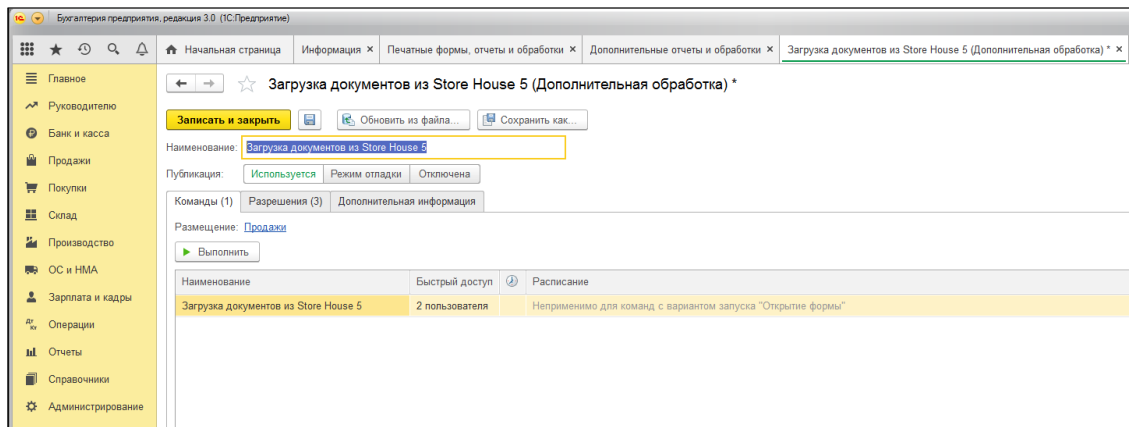 1С Бухгалтерия предприятия, редакция 3.0 (1С:Предприятие)
Начальная страница Информация × Печатные формы, отчеты и обработки × Дополнительные отчеты и обработки × Загрузка документов из Store House 5 (Дополнительная обработка) * ×
Главное
Руководителю
Банк и касса
Продажи
Покупки
Склад
Производство
ОС и НМА
Зарплата и кадры
Операции
Отчеты
Справочники
Администрирование
Загрузка документов из Store House 5 (Дополнительная обработка) *
Записать и закрыть Обновить из файла... Сохранить как...
Наименование: Загрузка документов из Store House 5
Публикация: Используется Режим отладки Отключена
Команды (1) Разрешения (3) Дополнительная информация
Размещение: Продажи
Выполнить
Наименование Быстрый доступ Расписание
Загрузка документов из Store House 5 2 пользователя Неприменимо для команд с вариантом запуска "Открытие формы"